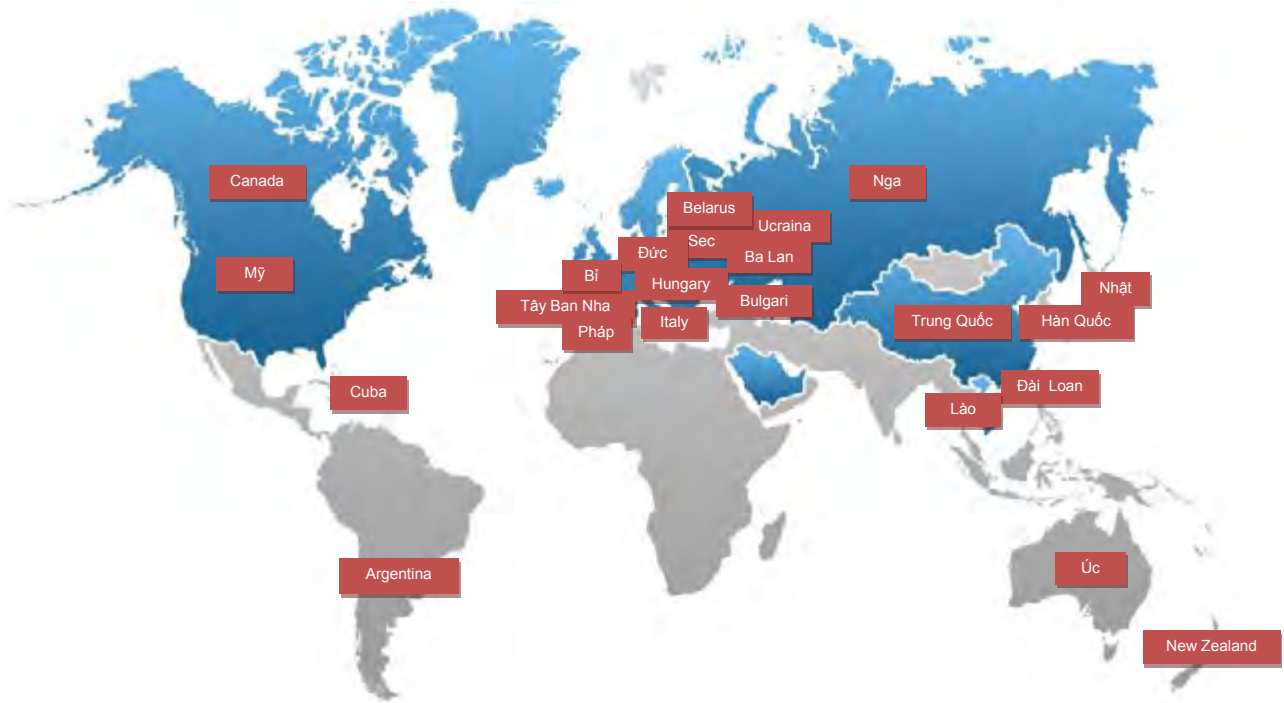 Canada
Nga
Belarus
Ucraina
Sec
Đức
Ba Lan
Mỹ
Bỉ
Hungary
Nhật
Tây Ban Nha
Bulgari
Pháp
Italy
Trung Quốc
Hàn Quốc
Cuba
Đài Loan
Lào
Argentina
Úc
New Zealand